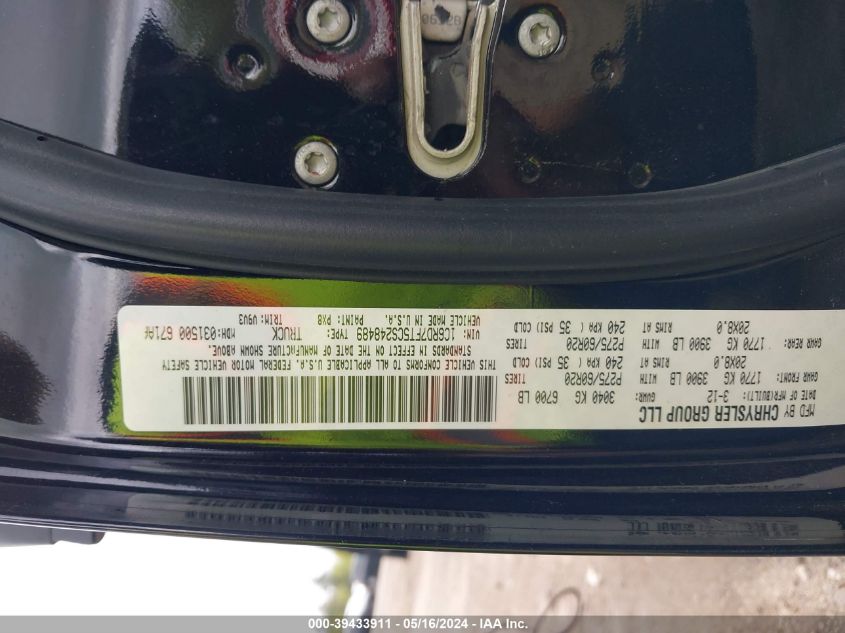 MFD BY CHRYSLER GROUP LLC
DATE OF MFR(BUILT): 3-12 GVWR: 3040 KG 6700 LB
GAWR FRONT: 1770 KG 3900 LB WITH P275/60R20 TIRES
20X8.0 RIMS AT 240 KPA ( 35 PSI) COLD
GAWR REAR: 1770 KG 3900 LB WITH P275/60R20 TIRES
20X8.0 RIMS AT 240 KPA ( 35 PSI) COLD
THIS VEHICLE CONFORMS TO ALL APPLICABLE U.S.A. FEDERAL MOTOR VEHICLE SAFETY
STANDARDS IN EFFECT ON THE DATE OF MANUFACTURE SHOWN ABOVE.
VIN: 1C6RD7FT5CS248489 TYPE: TRUCK MDH: 031500 671A#
VEHICLE MADE IN U.S.A. PAINT: PX8 TRIM: V9V3
000-39433911 - 05/16/2024 - IAAI - IAAI INC.